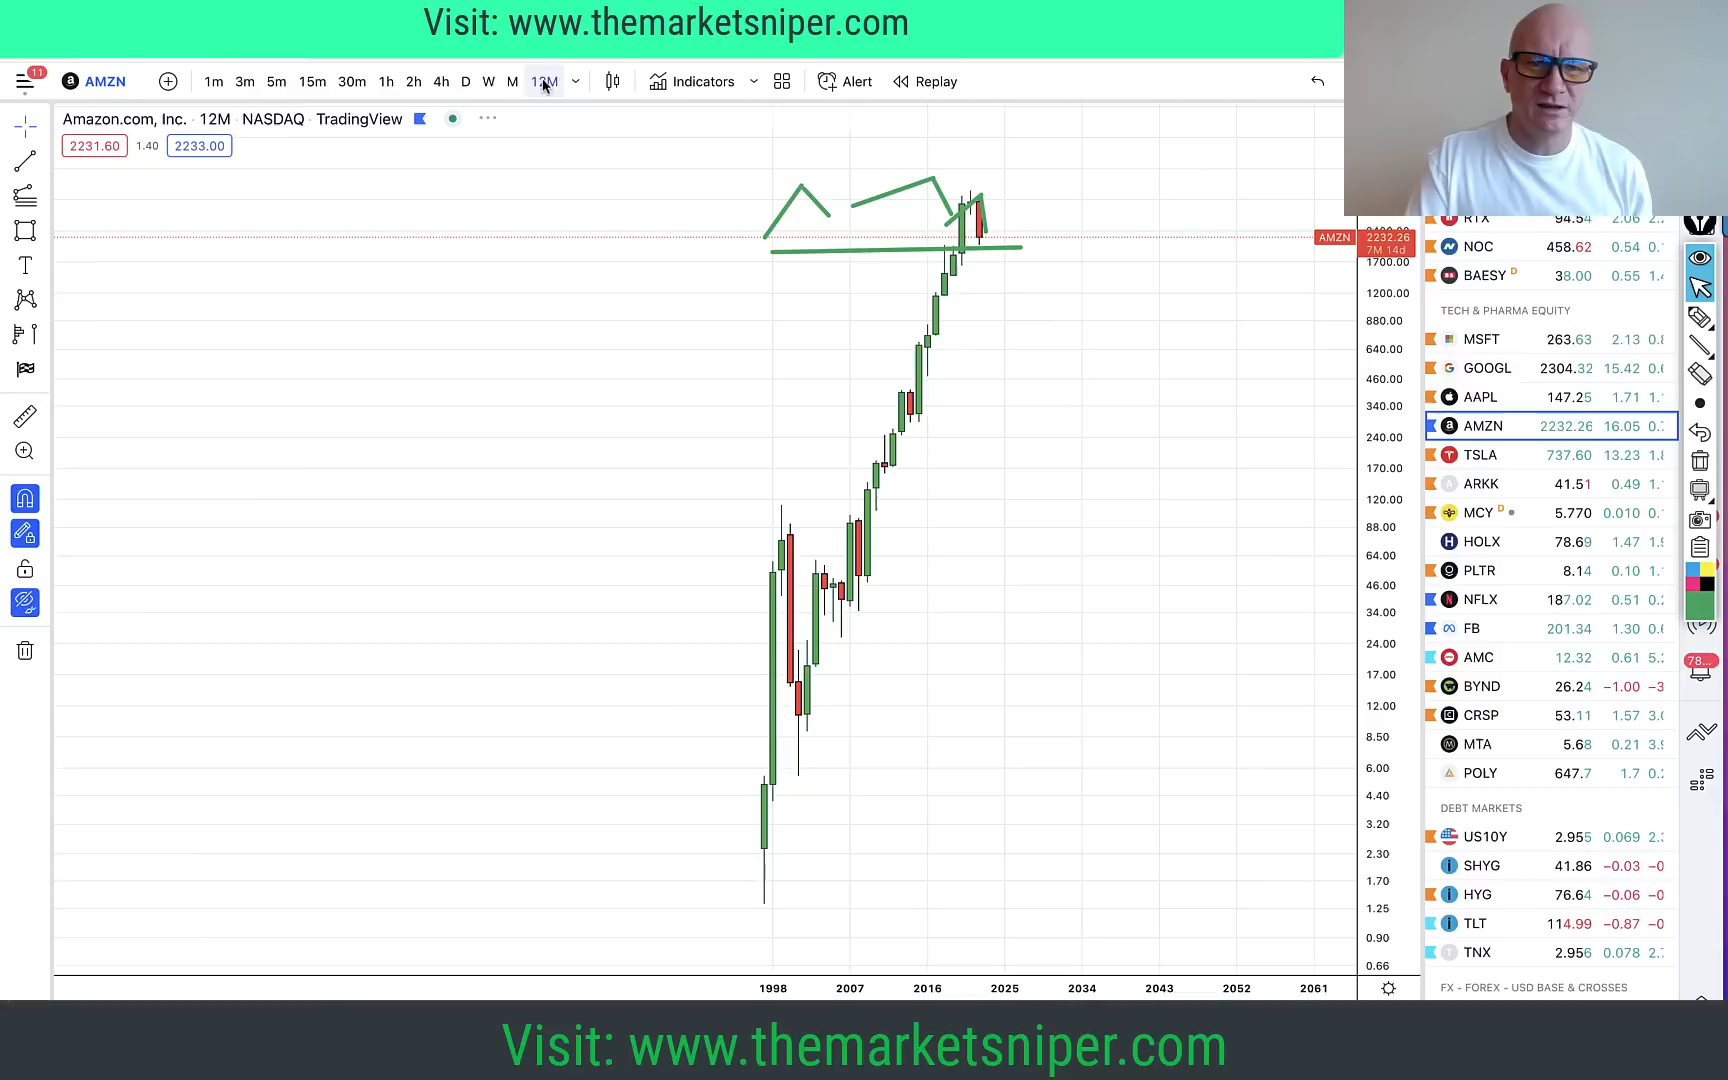 Visit: www.themarketsniper.com
11
AMZN 1m 3m 5m 15m 30m 1h 2h 4h D W M 12M Indicators Alert Replay
Amazon.com, Inc. · 12M · NASDAQ · TradingView
2231.60 1.40 2233.00
AMZN 2232.26
7M 14d
1700.00
1200.00
880.00
640.00
460.00
340.00
240.00
170.00
120.00
88.00
64.00
46.00
34.00
24.00
17.00
12.00
8.50
6.00
4.40
3.20
2.30
1.70
1.25
0.90
0.66
1998 2007 2016 2025 2034 2043 2052 2061
RTX 94.54 2.06
NOC 458.62 0.54
BAESY D 38.00 0.55
TECH & PHARMA EQUITY
MSFT 263.63 2.13
GOOGL 2304.32 15.42
AAPL 147.25 1.71
AMZN 2232.26 16.05
TSLA 737.60 13.23
ARKK 41.51 0.49
MCY D 5.770 0.010
HOLX 78.69 1.47
PLTR 8.14 0.10
NFLX 187.02 0.51
FB 201.34 1.30
AMC 12.32 0.61
BYND 26.24 −1.00
CRSP 53.11 1.57
MTA 5.68 0.21
POLY 647.7 1.7
DEBT MARKETS
US10Y 2.955 0.069
SHYG 41.86 −0.03
HYG 76.64 −0.06
TLT 114.99 −0.87
TNX 2.956 0.078
FX - FOREX - USD BASE & CROSSES
78...
Visit: www.themarketsniper.com